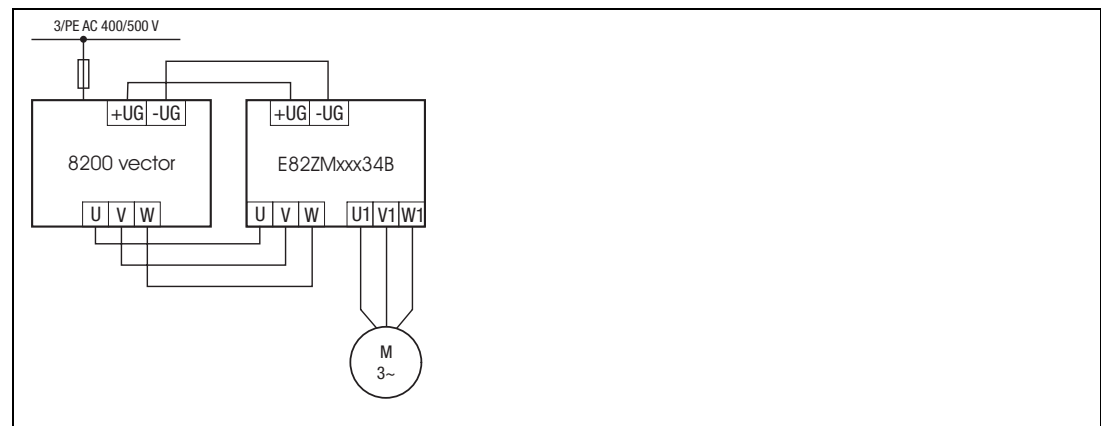 3/PE AC 400/500 V
+UG -UG
+UG -UG
8200 vector
E82ZMxxx34B
U V W
U V W
U1 V1 W1
M
3~